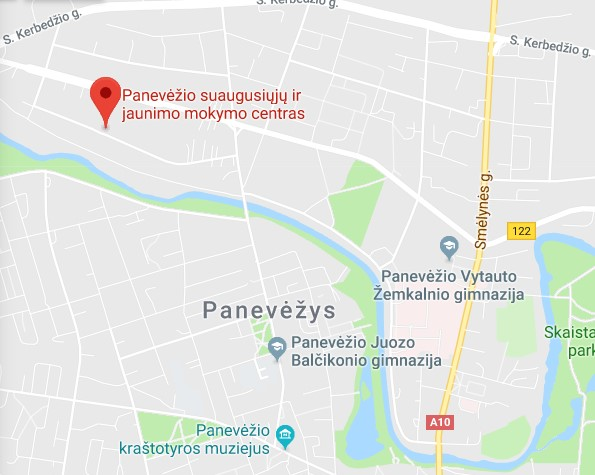 S. Kerbedžio g.
S. Kerbedžio g.
S. Kerbedžio g.
Panevėžio suaugusiųjų ir
jaunimo mokymo centras
Smėlynės g.
122
Panevėžio Vytauto
Žemkalnio gimnazija
Panevėžys
Skaista
park
Panevėžio Juozo
Balčikonio gimnazija
A10
Panevėžio
kraštotyros muziejus